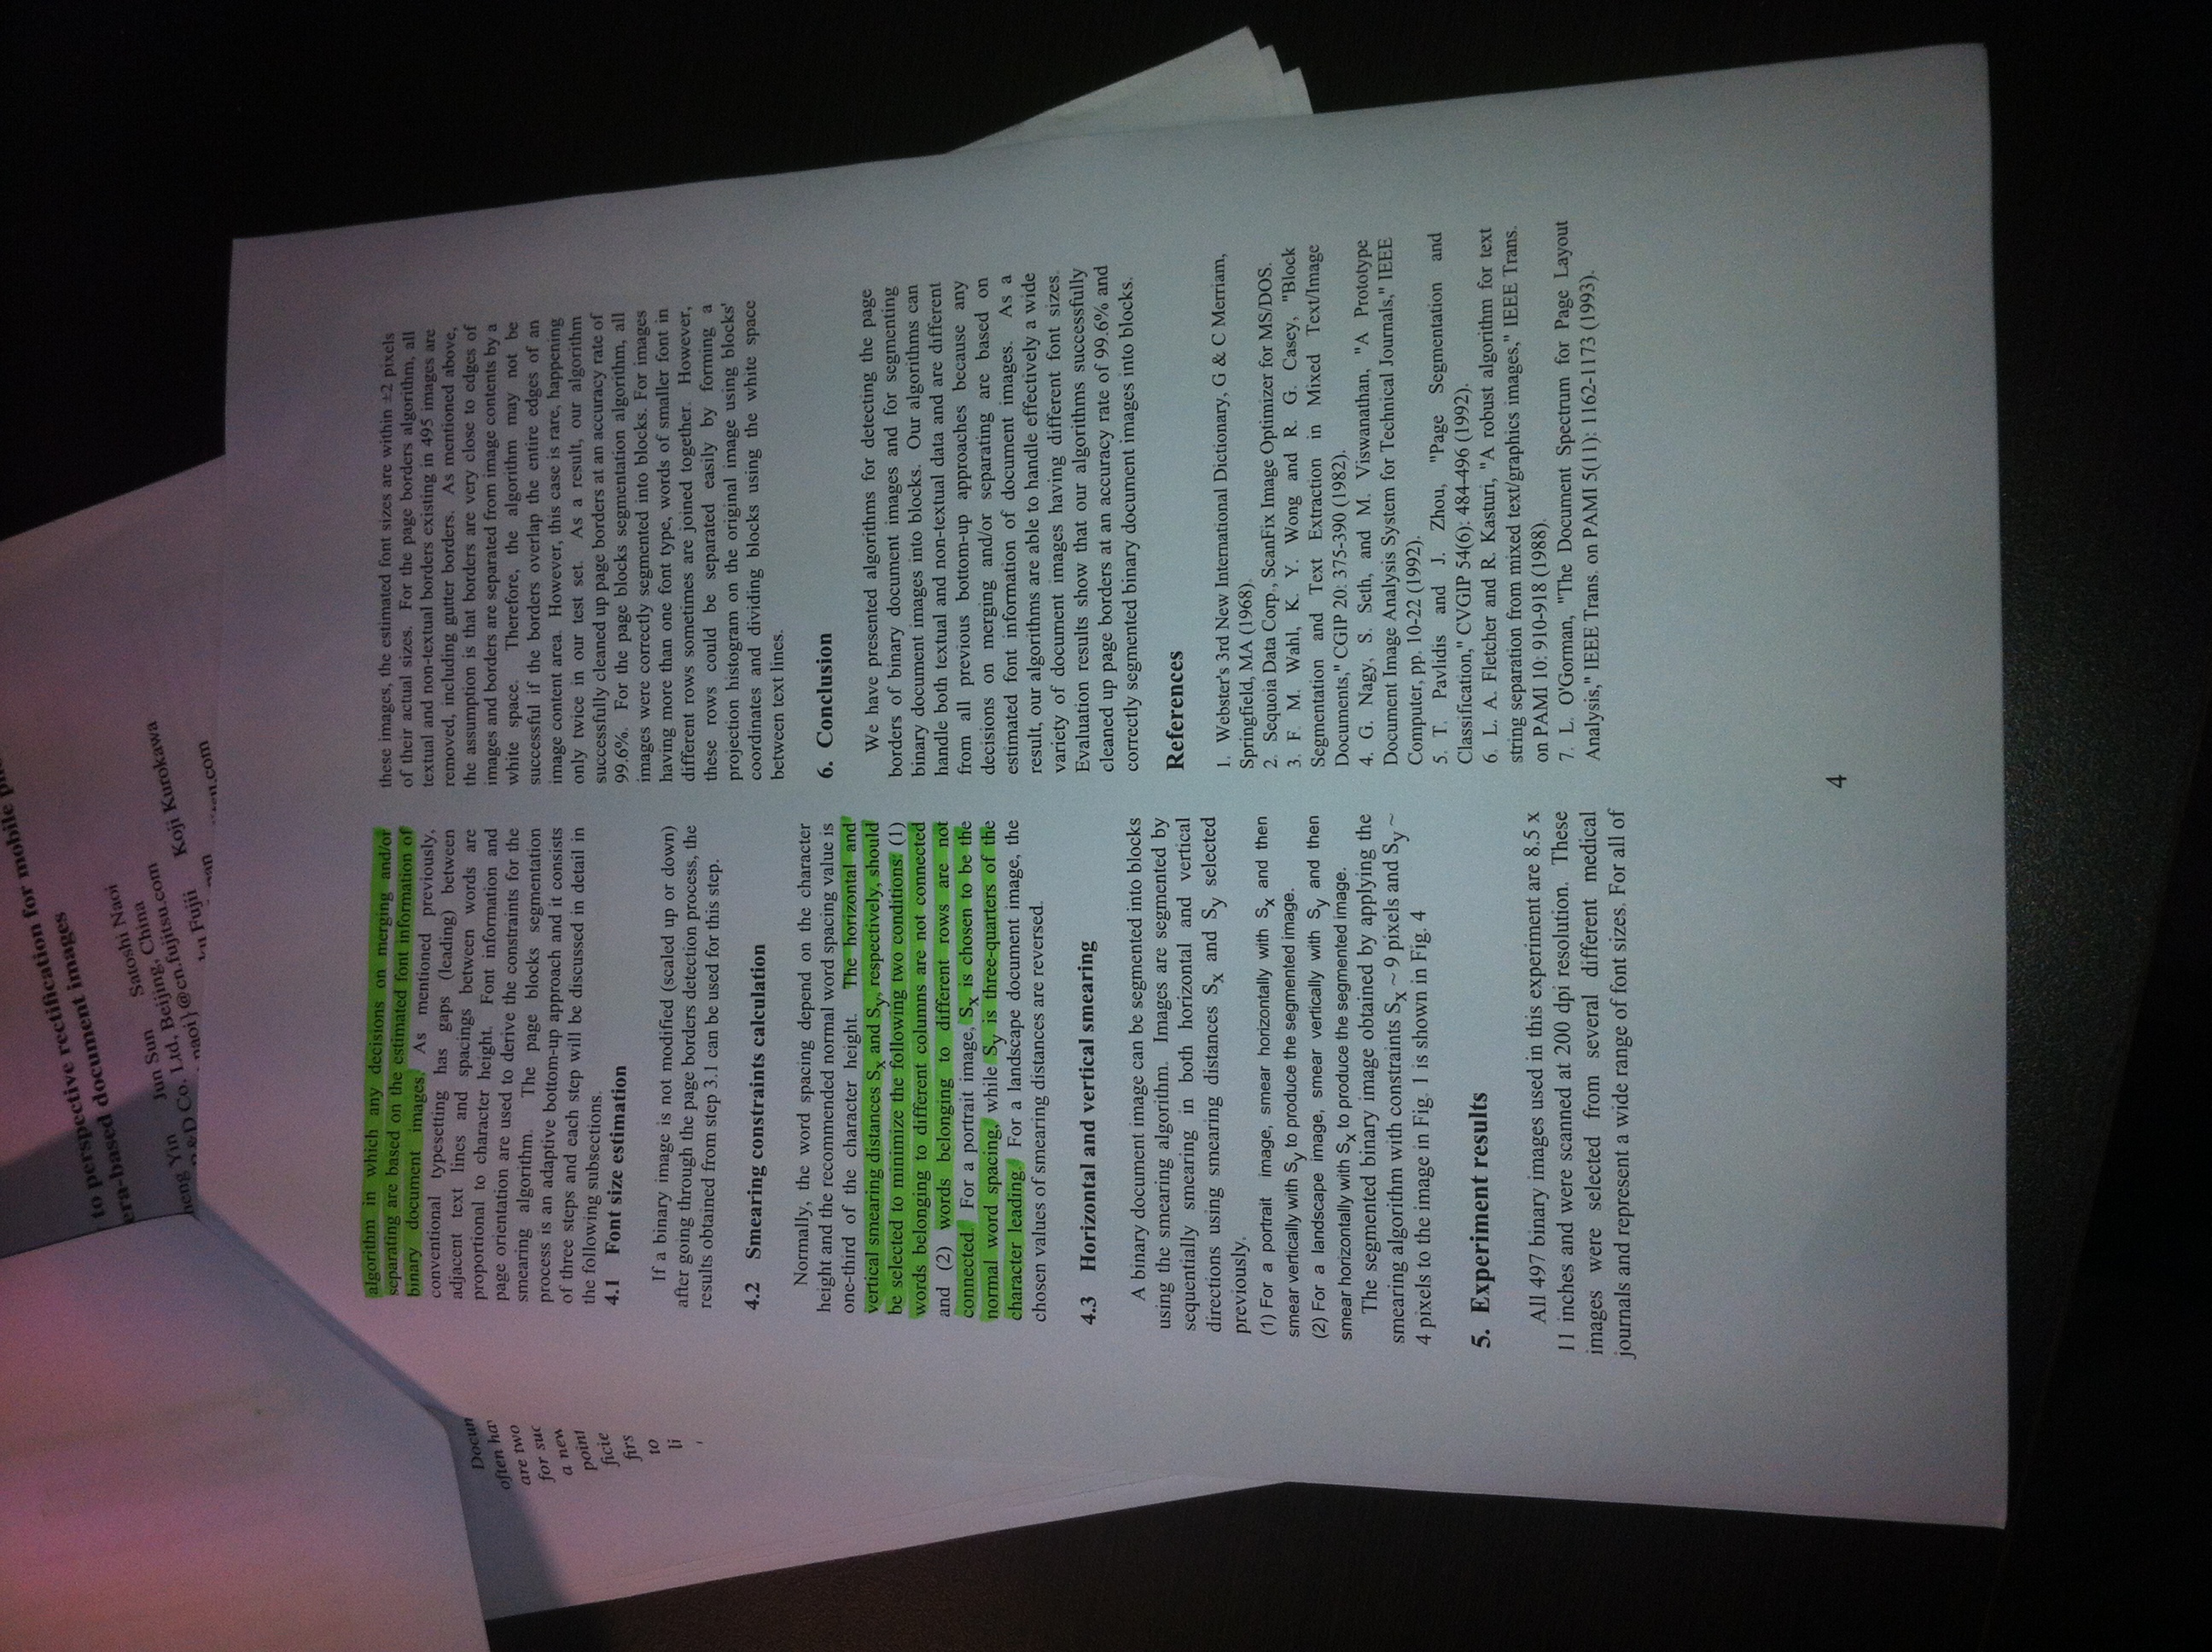 to perspective rectification for mobile
era-based document images
heng Yin Jun Sun Satoshi Naoi
R&D Co. Ltd, Beijing, China
naoi}@cn.fujitsu.com
Fujii Koji Kurokawa
.com
Docum
often
are two
for suc
a new
point
ficie
firs
to
li
algorithm in which any decisions on merging and/or
separating are based on the estimated font information of
binary document images. As mentioned previously,
conventional typesetting has gaps (leading) between
adjacent text lines and spacings between words are
proportional to character height. Font information and
page orientation are used to derive the constraints for the
smearing algorithm. The page blocks segmentation
process is an adaptive bottom-up approach and it consists
of three steps and each step will be discussed in detail in
the following subsections.
4.1 Font size estimation
If a binary image is not modified (scaled up or down)
after going through the page borders detection process, the
results obtained from step 3.1 can be used for this step.
4.2 Smearing constraints calculation
Normally, the word spacing depend on the character
height and the recommended normal word spacing value is
one-third of the character height. The horizontal and
vertical smearing distances Sx and Sy, respectively, should
be selected to minimize the following two conditions: (1)
words belonging to different columns are not connected
and (2) words belonging to different rows are not
connected. For a portrait image, Sx is chosen to be the
normal word spacing, while Sy is three-quarters of the
character leading. For a landscape document image, the
chosen values of smearing distances are reversed.
4.3 Horizontal and vertical smearing
A binary document image can be segmented into blocks
using the smearing algorithm. Images are segmented by
sequentially smearing in both horizontal and vertical
directions using smearing distances Sx and Sy selected
previously.
(1) For a portrait image, smear horizontally with Sx and then
smear vertically with Sy to produce the segmented image.
(2) For a landscape image, smear vertically with Sy and then
smear horizontally with Sx to produce the segmented image.
The segmented binary image obtained by applying the
smearing algorithm with constraints Sx ~ 9 pixels and Sy ~
4 pixels to the image in Fig. 1 is shown in Fig. 4
5. Experiment results
All 497 binary images used in this experiment are 8.5 x
11 inches and were scanned at 200 dpi resolution. These
images were selected from several different medical
journals and represent a wide range of font sizes. For all of
these images, the estimated font sizes are within ±2 pixels
of their actual sizes. For the page borders algorithm, all
textual and non-textual borders existing in 495 images are
removed, including gutter borders. As mentioned above,
the assumption is that borders are very close to edges of
images and borders are separated from image contents by a
white space. Therefore, the algorithm may not be
successful if the borders overlap the entire edges of an
image content area. However, this case is rare, happening
only twice in our test set. As a result, our algorithm
successfully cleaned up page borders at an accuracy rate of
99.6%. For the page blocks segmentation algorithm, all
images were correctly segmented into blocks. For images
having more than one font type, words of smaller font in
different rows sometimes are joined together. However,
these rows could be separated easily by forming a
projection histogram on the original image using blocks'
coordinates and dividing blocks using the white space
between text lines.
6. Conclusion
We have presented algorithms for detecting the page
borders of binary document images and for segmenting
binary document images into blocks. Our algorithms can
handle both textual and non-textual data and are different
from all previous bottom-up approaches because any
decisions on merging and/or separating are based on
estimated font information of document images. As a
result, our algorithms are able to handle effectively a wide
variety of document images having different font sizes.
Evaluation results show that our algorithms successfully
cleaned up page borders at an accuracy rate of 99.6% and
correctly segmented binary document images into blocks.
References
1. Webster's 3rd New International Dictionary, G & C Merriam,
Springfield, MA (1968).
2. Sequoia Data Corp., ScanFix Image Optimizer for MS/DOS.
3. F. M. Wahl, K. Y. Wong and R. G. Casey, "Block
Segmentation and Text Extraction in Mixed Text/Image
Documents," CGIP 20: 375-390 (1982).
4. G. Nagy, S. Seth, and M. Viswanathan, "A Prototype
Document Image Analysis System for Technical Journals," IEEE
Computer, pp. 10-22 (1992).
5. T. Pavlidis and J. Zhou, "Page Segmentation and
Classification," CVGIP 54(6): 484-496 (1992).
6. L. A. Fletcher and R. Kasturi, "A robust algorithm for text
string separation from mixed text/graphics images," IEEE Trans.
on PAMI 10: 910-918 (1988).
7. L. O'Gorman, "The Document Spectrum for Page Layout
Analysis," IEEE Trans. on PAMI 5(11): 1162-1173 (1993).
4